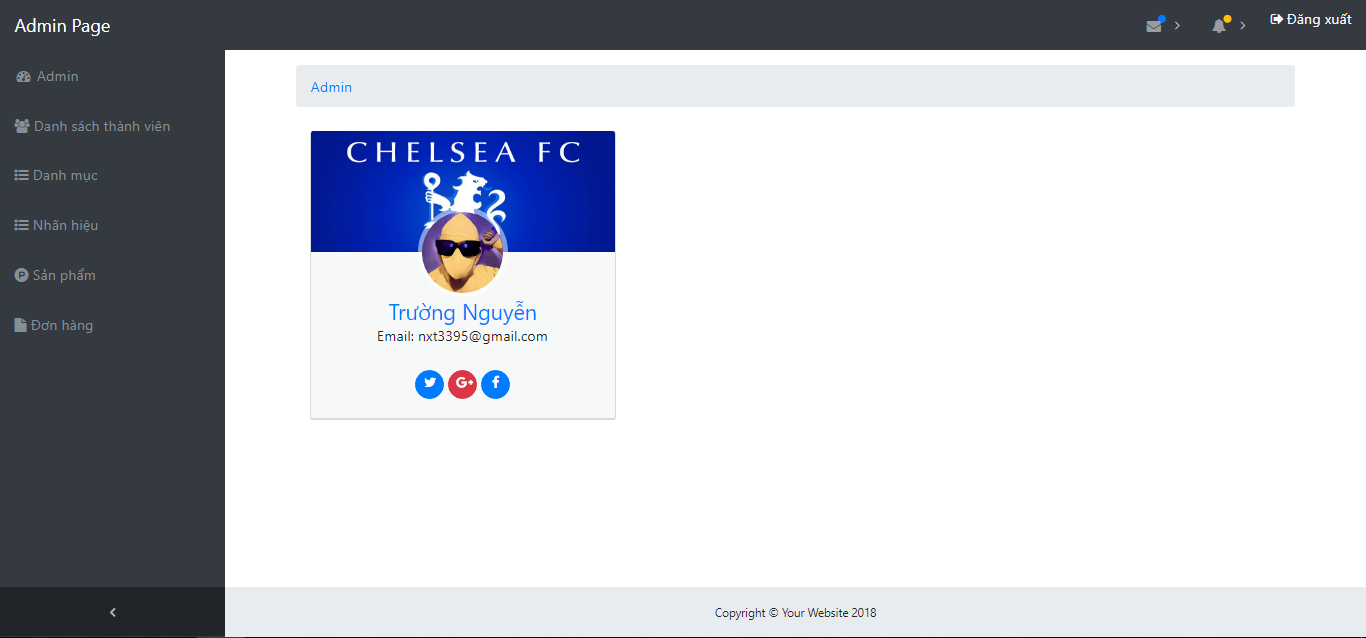 Admin Page
Đăng xuất
Admin
Danh sách thành viên
Danh mục
Nhãn hiệu
Sản phẩm
Đơn hàng
Admin
CHELSEA FC
Trường Nguyễn
Email: nxt3395@gmail.com
Copyright © Your Website 2018